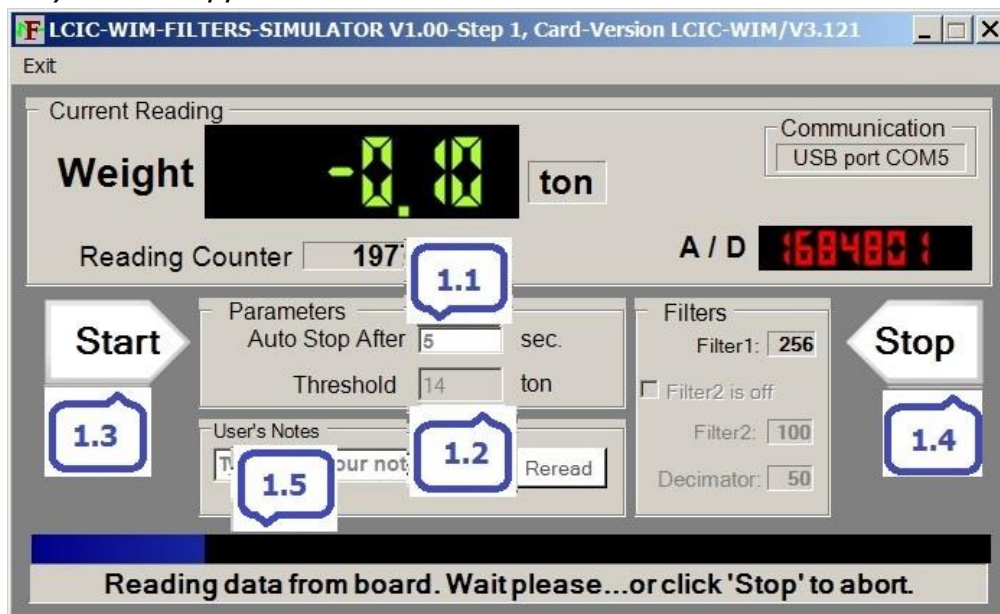 LCIC-WIM-FILTERS-SIMULATOR V1.00-Step 1, Card-Version LCIC-WIM/V3.121
Exit
Current Reading
Weight -0.10 ton
Communication
USB port COM5
Reading Counter 197
A / D 1684801
1.1
Start
Parameters
Auto Stop After 5 sec.
Threshold 14 ton
Filters
Filter1: 256
Filter2 is off
Filter2: 100
Decimator: 50
Stop
1.3
1.2
1.4
User's Notes
our not
Reread
1.5
Reading data from board. Wait please...or click 'Stop' to abort.